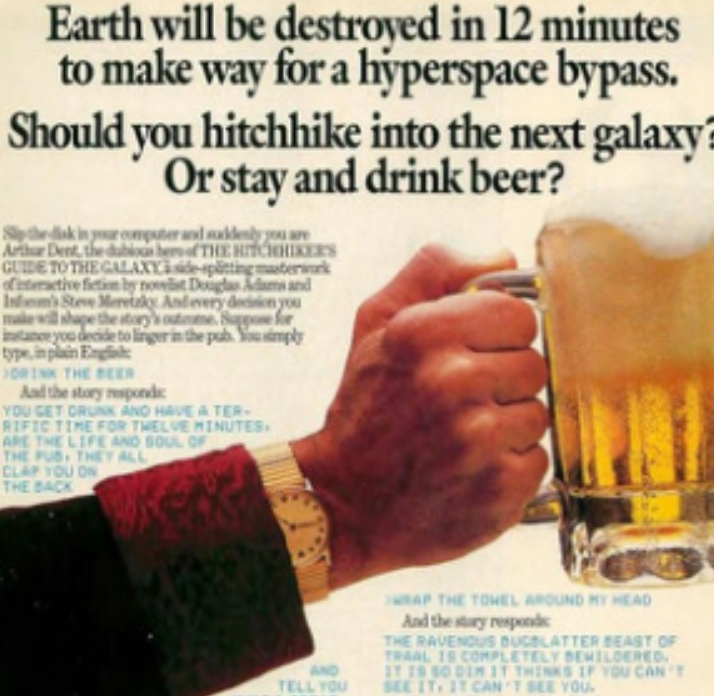 Earth will be destroyed in 12 minutes
to make way for a hyperspace bypass.
Should you hitchhike into the next galaxy?
Or stay and drink beer?
Slip the disk in your computer and suddenly you are
Arthur Dent, the dubious hero of THE HITCHHIKER'S
GUIDE TO THE GALAXY, a side-splitting masterwork
of interactive fiction by novelist Douglas Adams and
Infocom's Steve Meretzky. And every decision you
make will shape the story's outcome. Suppose for
instance you decide to linger in the pub. You simply
type, in plain English:
>DRINK THE BEER
And the story responds:
YOU GET DRUNK AND HAVE A TER-
RIFIC TIME FOR TWELVE MINUTES,
ARE THE LIFE AND SOUL OF
THE PUB, THEY ALL
CLAP YOU ON
THE BACK
AND
TELL YOU
>WRAP THE TOWEL AROUND MY HEAD
And the story responds:
THE RAVENOUS BUGBLATTER BEAST OF
TRAAL IS COMPLETELY BEWILDERED.
IT IS SO DIM IT THINKS IF YOU CAN'T
SEE IT, IT CAN'T SEE YOU.